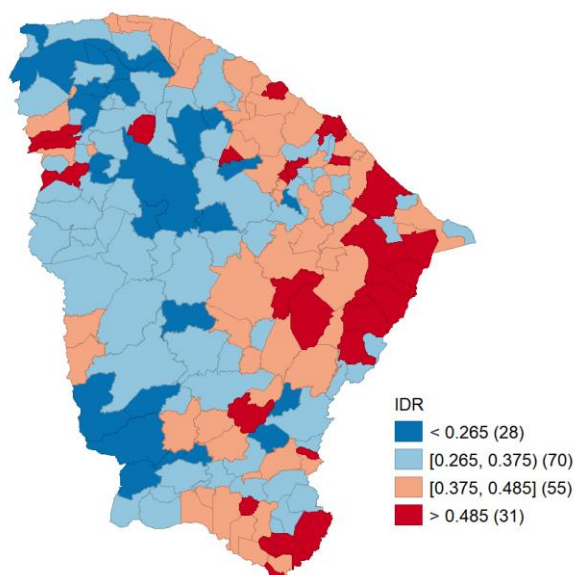 IDR
< 0.265 (28)
[0.265, 0.375) (70)
[0.375, 0.485] (55)
> 0.485 (31)